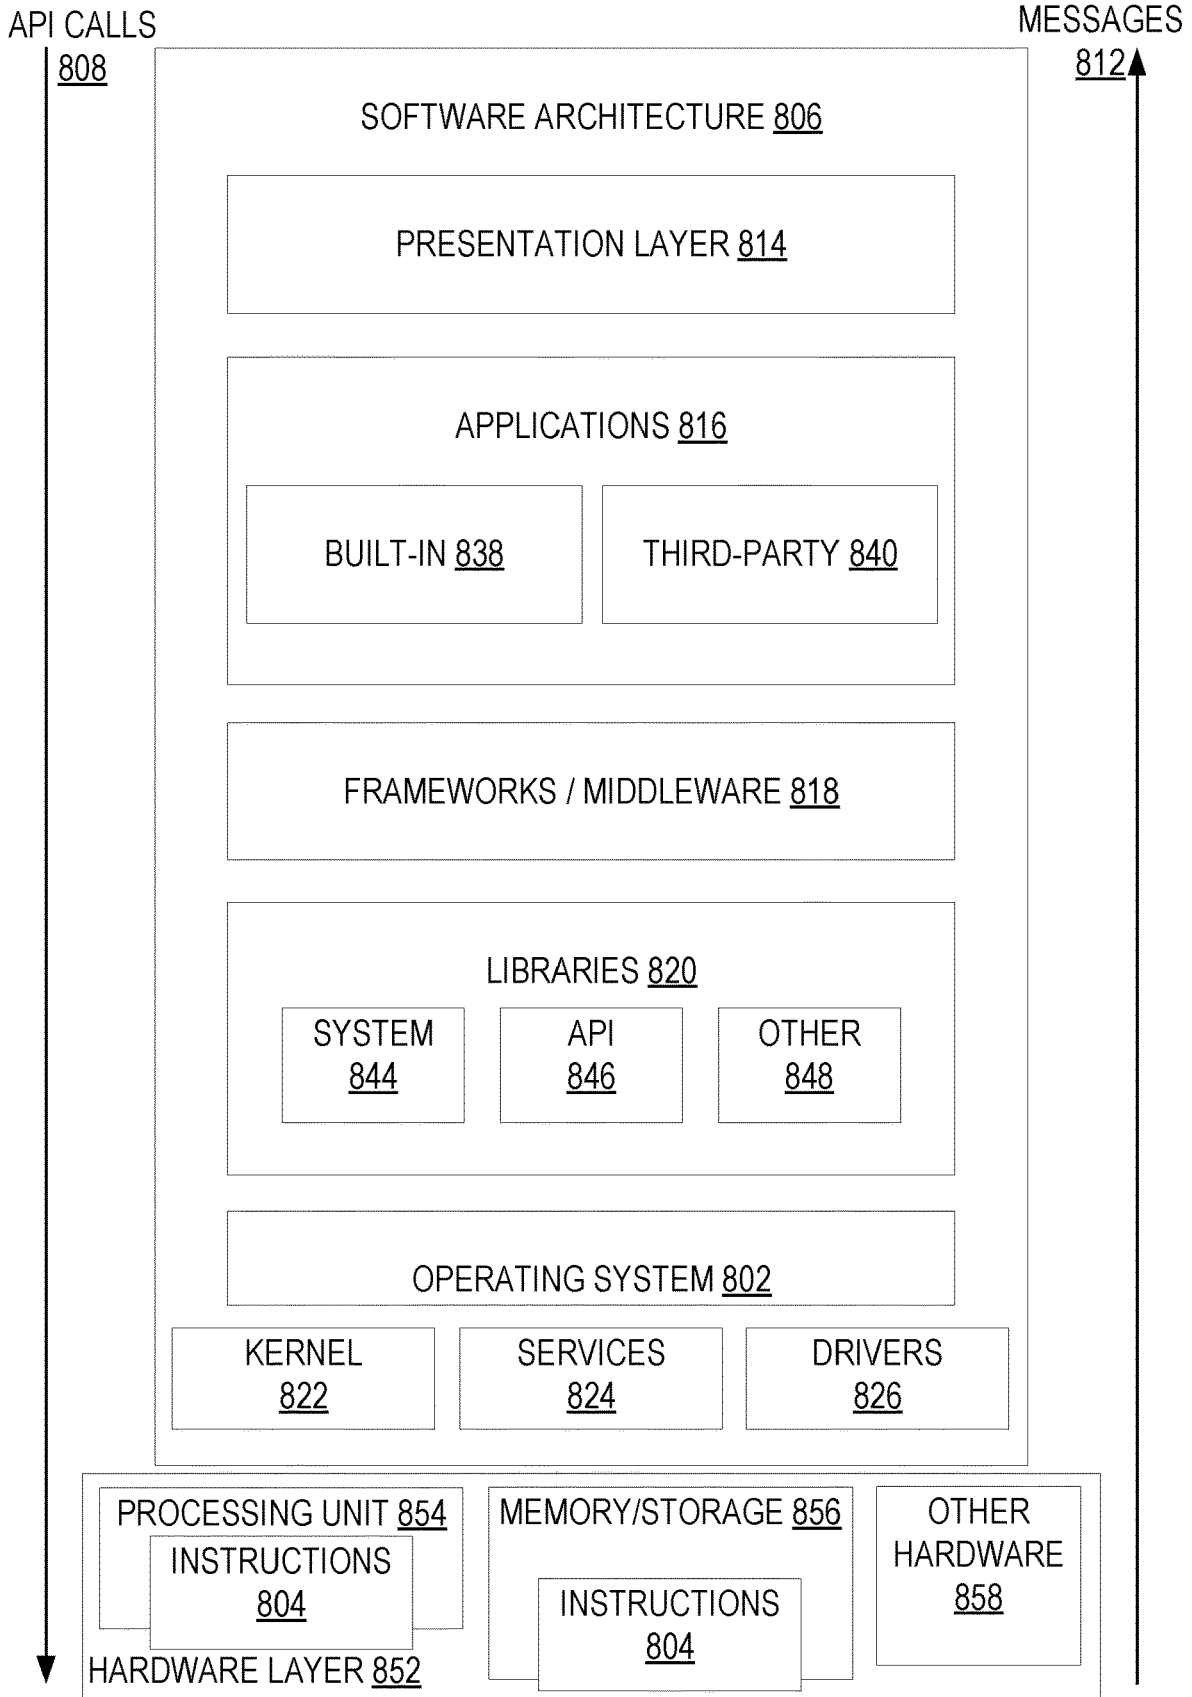 API CALLS
808
MESSAGES
812
SOFTWARE ARCHITECTURE 806
PRESENTATION LAYER 814
APPLICATIONS 816
BUILT-IN 838
THIRD-PARTY 840
FRAMEWORKS / MIDDLEWARE 818
LIBRARIES 820
SYSTEM
844
API
846
OTHER
848
OPERATING SYSTEM 802
KERNEL
822
SERVICES
824
DRIVERS
826
PROCESSING UNIT 854
INSTRUCTIONS
804
MEMORY/STORAGE 856
INSTRUCTIONS
804
OTHER
HARDWARE
858
HARDWARE LAYER 852